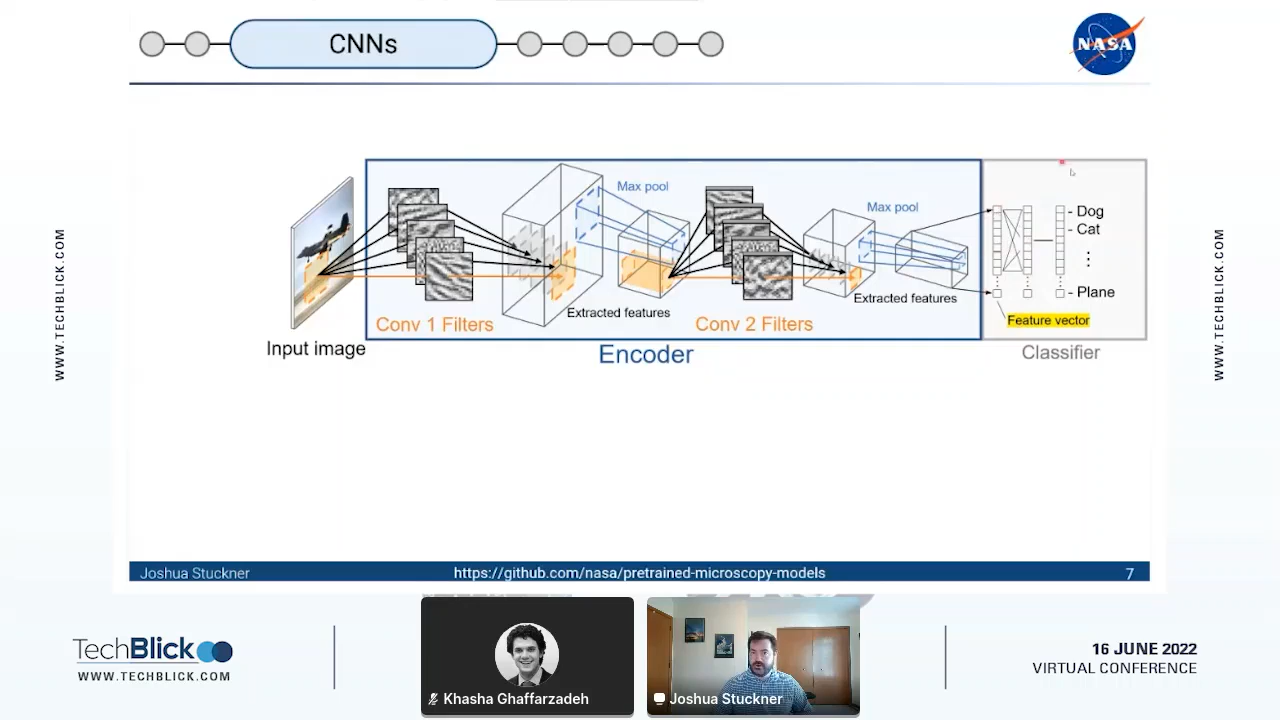 CNNs
NASA
Max pool
Max pool
- Dog
- Cat
- Plane
Extracted features
Extracted features
Conv 1 Filters
Conv 2 Filters
Feature vector
Input image
Encoder
Classifier
WWW.TECHBLICK.COM
WWW.TECHBLICK.COM
Joshua Stuckner
https://github.com/nasa/pretrained-microscopy-models
7
TechBlick
WWW.TECHBLICK.COM
Khasha Ghaffarzadeh
Joshua Stuckner
16 JUNE 2022
VIRTUAL CONFERENCE